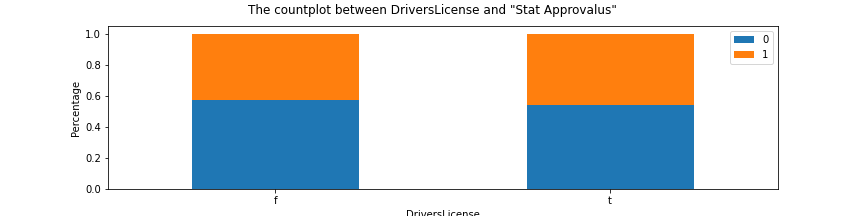 The countplot between DriversLicense and "Stat Approvalus"
1.0
0.8
0.6
0.4
0.2
0.0
Percentage
0
1
f
t
DriversLicense